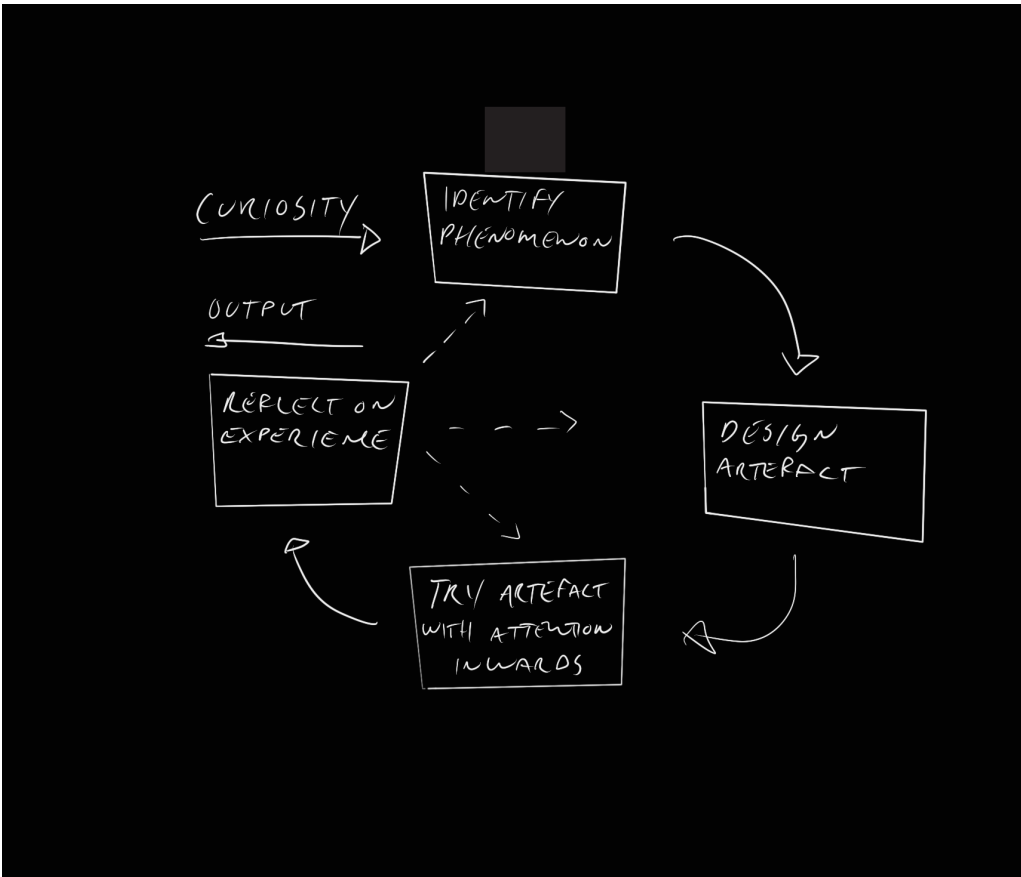 CURIOSITY
IDENTIFY
PHENOMENON
OUTPUT
REFLECT ON
EXPERIENCE
DESIGN
ARTEFACT
TRY ARTEFACT
WITH ATTENTION
INWARDS